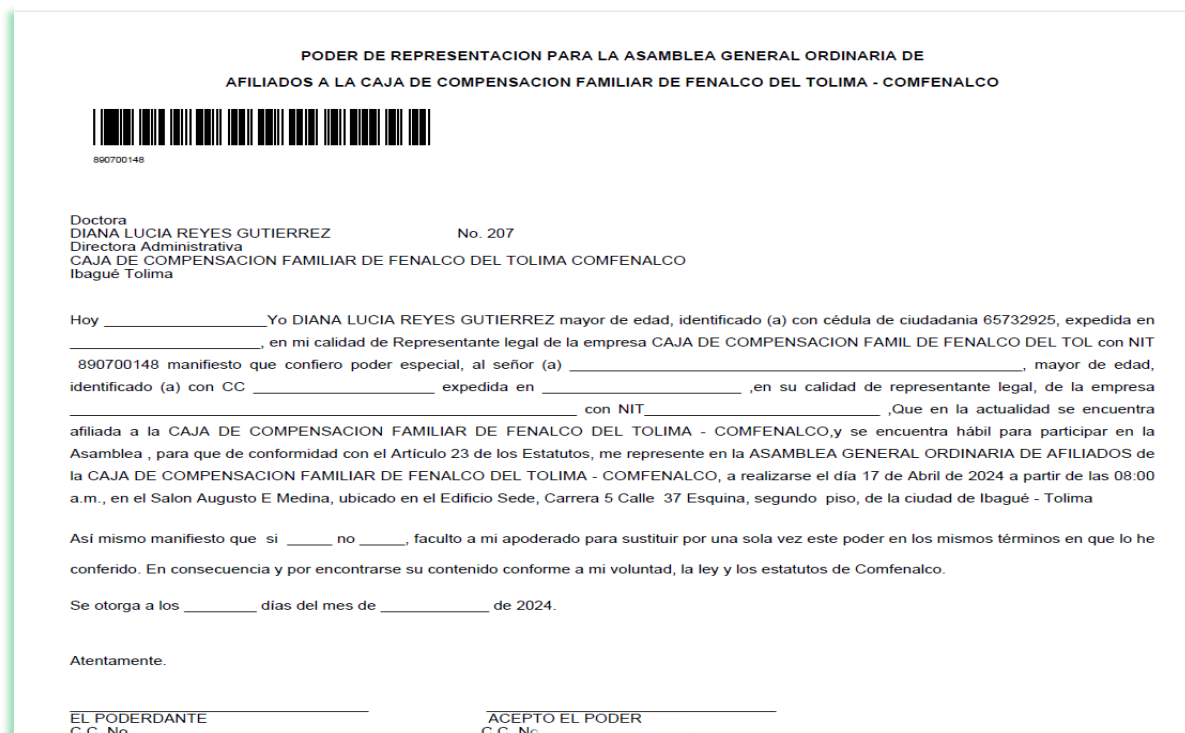 PODER DE REPRESENTACION PARA LA ASAMBLEA GENERAL ORDINARIA DE
AFILIADOS A LA CAJA DE COMPENSACION FAMILIAR DE FENALCO DEL TOLIMA - COMFENALCO
890700148
Doctora
DIANA LUCIA REYES GUTIERREZ No. 207
Directora Administrativa
CAJA DE COMPENSACION FAMILIAR DE FENALCO DEL TOLIMA COMFENALCO
Ibagué Tolima
Hoy ____________________Yo DIANA LUCIA REYES GUTIERREZ mayor de edad, identificado (a) con cédula de ciudadania 65732925, expedida en
_______________________, en mi calidad de Representante legal de la empresa CAJA DE COMPENSACION FAMIL DE FENALCO DEL TOL con NIT
890700148 manifiesto que confiero poder especial, al señor (a) ________________________________________________________, mayor de edad,
identificado (a) con CC ______________________ expedida en ________________________ ,en su calidad de representante legal, de la empresa
______________________________________________________________ con NIT_____________________________ ,Que en la actualidad se encuentra
afiliada a la CAJA DE COMPENSACION FAMILIAR DE FENALCO DEL TOLIMA - COMFENALCO,y se encuentra hábil para participar en la
Asamblea , para que de conformidad con el Artículo 23 de los Estatutos, me represente en la ASAMBLEA GENERAL ORDINARIA DE AFILIADOS de
la CAJA DE COMPENSACION FAMILIAR DE FENALCO DEL TOLIMA - COMFENALCO, a realizarse el día 17 de Abril de 2024 a partir de las 08:00
a.m., en el Salon Augusto E Medina, ubicado en el Edificio Sede, Carrera 5 Calle 37 Esquina, segundo piso, de la ciudad de Ibagué - Tolima
Así mismo manifiesto que si _____ no _____, faculto a mi apoderado para sustituir por una sola vez este poder en los mismos términos en que lo he
conferido. En consecuencia y por encontrarse su contenido conforme a mi voluntad, la ley y los estatutos de Comfenalco.
Se otorga a los ________ días del mes de ____________ de 2024.
Atentamente.
EL PODERDANTE ACEPTO EL PODER
C.C. No. C.C. No